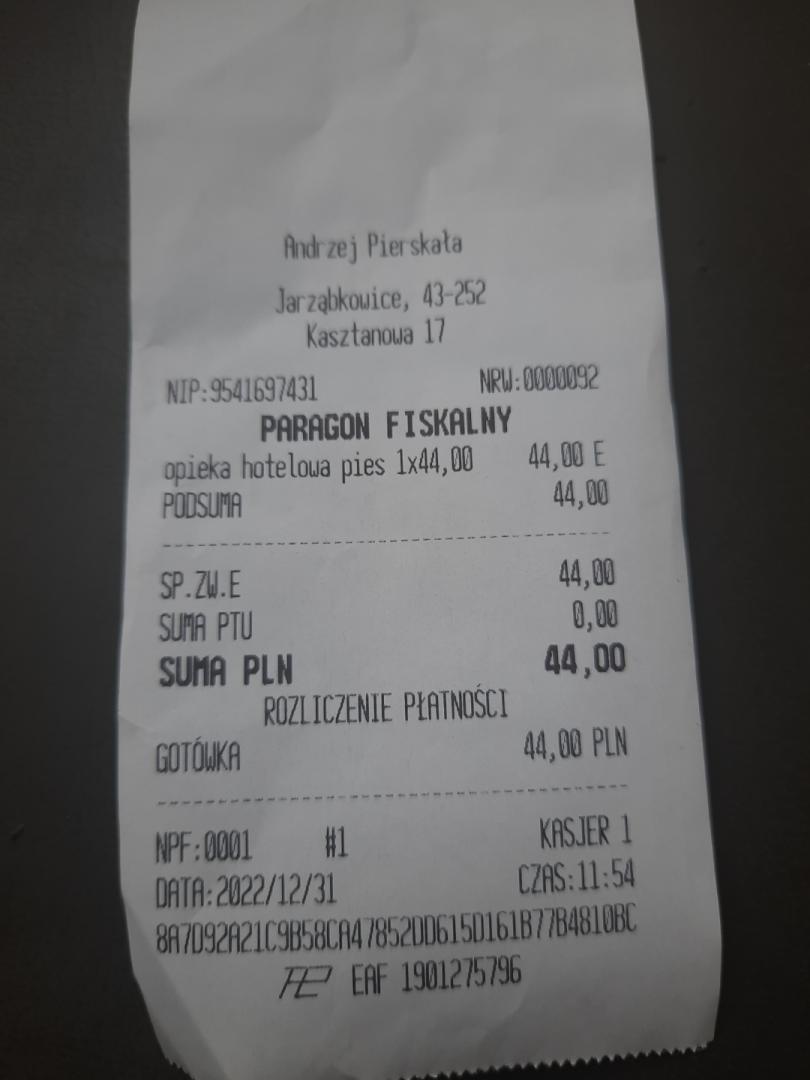 Andrzej Pierskała
Jarząbkowice, 43-252
Kasztanowa 17
NIP:9541697431 NRW:0000092
PARAGON FISKALNY
opieka hotelowa pies 1x44,00 44,00 E
PODSUMA 44,00
SP.ZW.E 44,00
SUMA PTU 0,00
SUMA PLN 44,00
ROZLICZENIE PŁATNOŚCI
GOTÓWKA 44,00 PLN
NPF:0001 #1 KASJER 1
DATA:2022/12/31 CZAS:11:54
8A7D92A21C9B58CA47852DD615D161B77B4810BC
EAF 1901275796